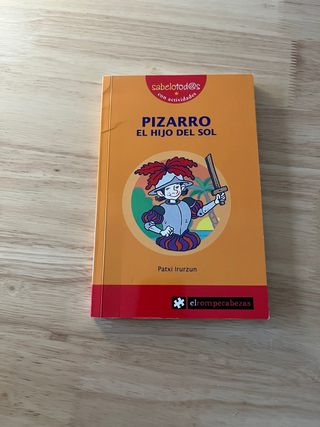 sabelotod@s
con actividades
PIZARRO
EL HIJO DEL SOL
Patxi Irurzun
elrompecabezas